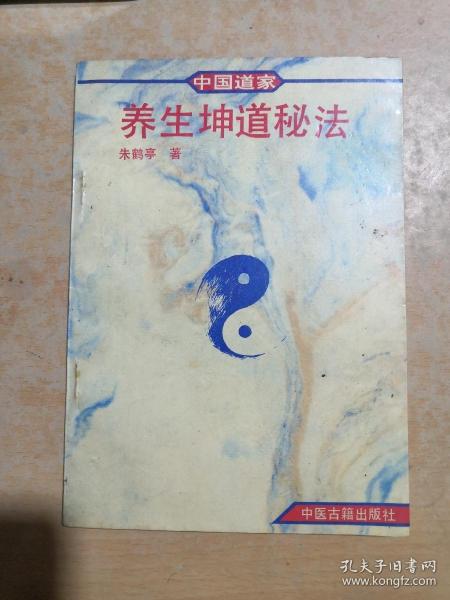 中国道家
养生坤道秘法
朱鹤亭 著
中医古籍出版社
孔夫子旧书网
www.kongfz.com